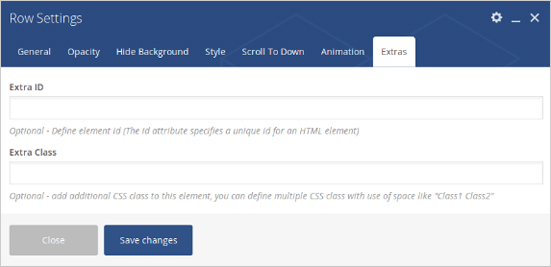 Row Settings
General Opacity Hide Background Style Scroll To Down Animation Extras
Extra ID
Optional - Define element id (The id attribute specifies a unique id for an HTML element)
Extra Class
Optional - add additional CSS class to this element, you can define multiple CSS class with use of space like "Class1 Class2"
Close Save changes